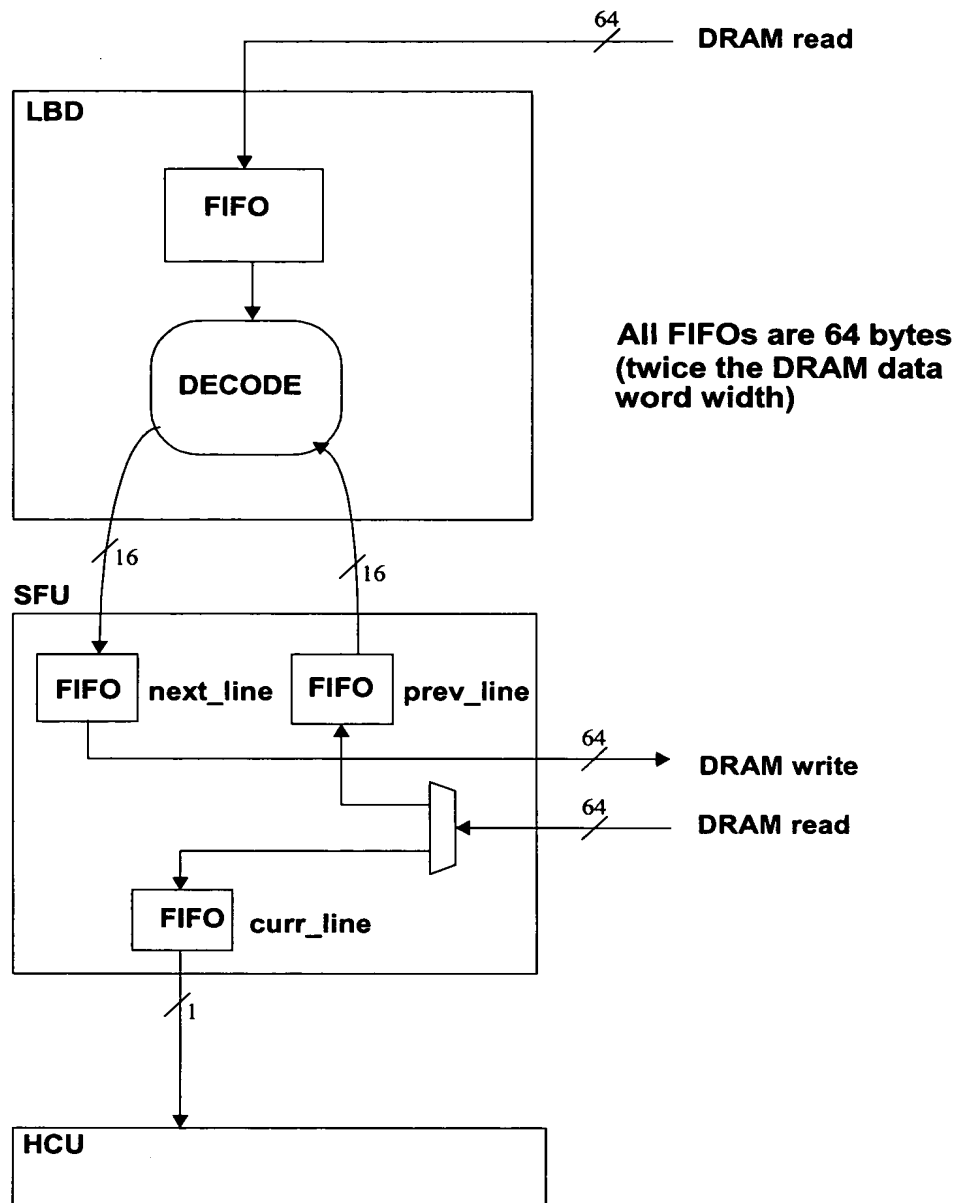 64
DRAM read
LBD
FIFO
DECODE
All FIFOs are 64 bytes
(twice the DRAM data
word width)
16
16
SFU
FIFO next_line
FIFO prev_line
64
DRAM write
64
DRAM read
FIFO curr_line
1
HCU